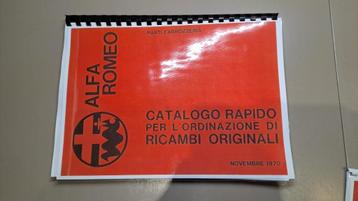 PARTI CARROZZERIA
ALFA
ROMEO
CATALOGO RAPIDO
PER L'ORDINAZIONE DI
RICAMBI ORIGINALI
NOVEMBRE 1970